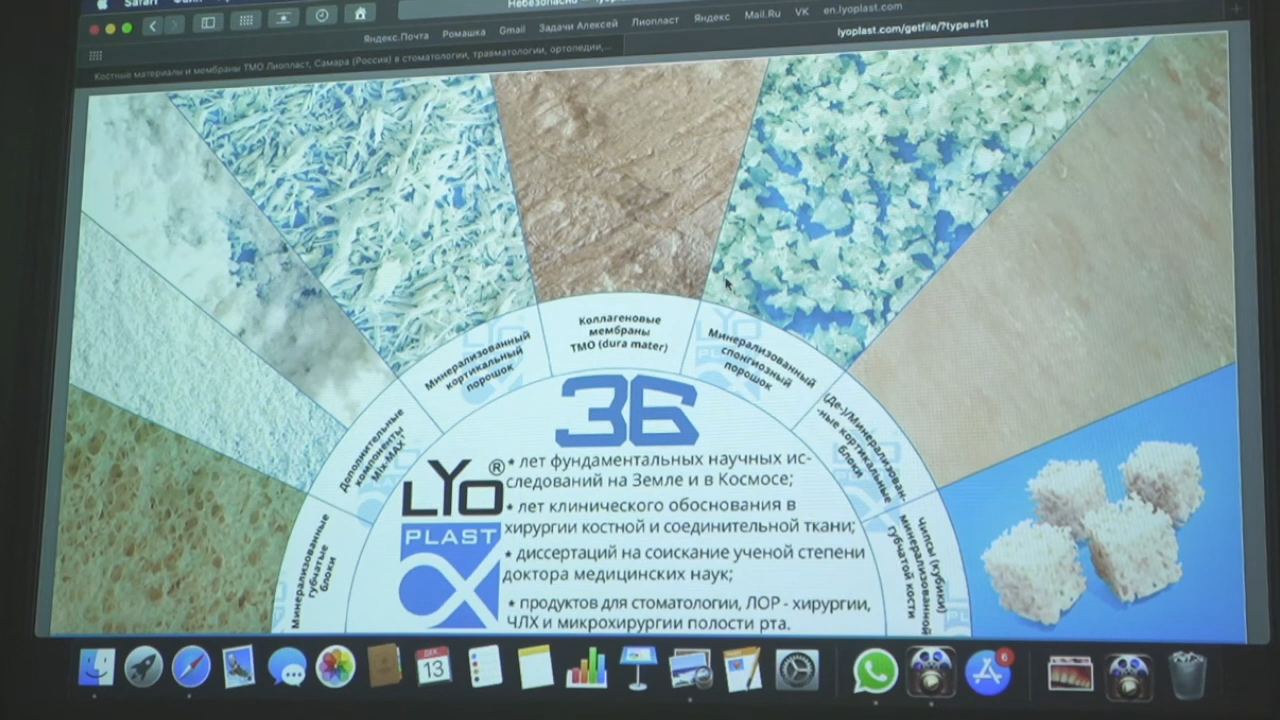 Safari
Яндекс.Почта Ромашка Gmail Задачи Алексей Лиопласт Яндекс Mail.Ru VK en.lyoplast.com
lyoplast.com/getfile/?type=ft1
Костные материалы и мембраны ТМО Лиопласт, Самара (Россия) в стоматологии, травматологии, ортопедии,...
Минерализованные
губчатые
блоки
Дополнительные
компоненты
Mix-MAX
Минерализованный
кортикальный
порошок
Коллагеновые
мембраны
ТМО (dura mater)
Минерализованный
спонгиозный
порошок
(Де-)/Минерализован-
-ные кортикальные
блоки
Чипсы (кубики)
минерализованной
губчатой кости
36
LYO®
PLAST
* лет фундаментальных научных ис-
следований на Земле и в Космосе;
* лет клинического обоснования в
хирургии костной и соединительной ткани;
* диссертаций на соискание ученой степени
доктора медицинских наук;
* продуктов для стоматологии, ЛОР - хирургии,
ЧЛХ и микрохирургии полости рта.
ДЕК
13
6